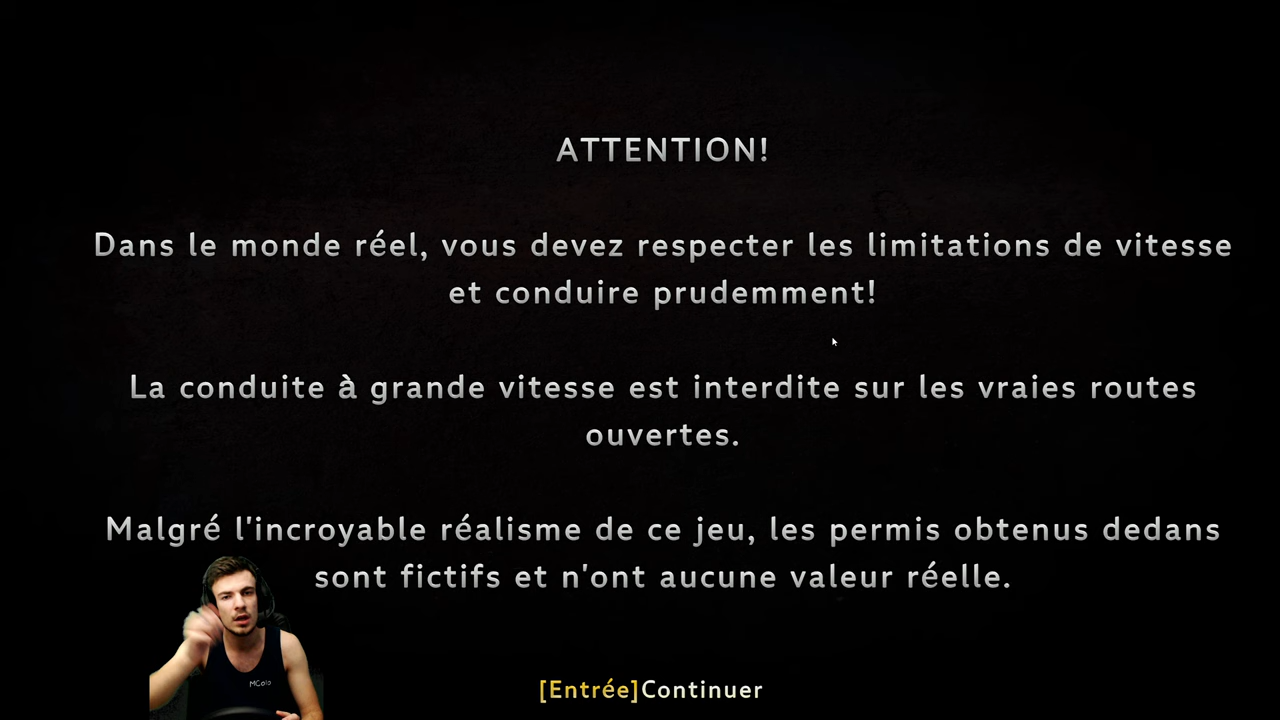 ATTENTION!
Dans le monde réel, vous devez respecter les limitations de vitesse
et conduire prudemment!
La conduite à grande vitesse est interdite sur les vraies routes
ouvertes.
Malgré l'incroyable réalisme de ce jeu, les permis obtenus dedans
sont fictifs et n'ont aucune valeur réelle.
MColo
[Entrée]Continuer